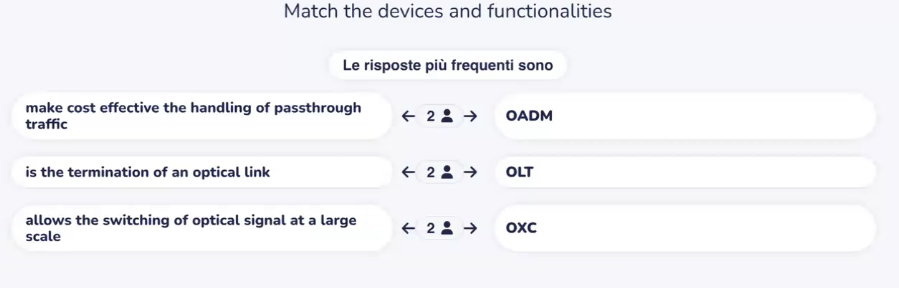 Match the devices and functionalities
Le risposte più frequenti sono
make cost effective the handling of passthrough
traffic
← 2 → OADM
is the termination of an optical link ← 2 → OLT
allows the switching of optical signal at a large
scale
← 2 → OXC